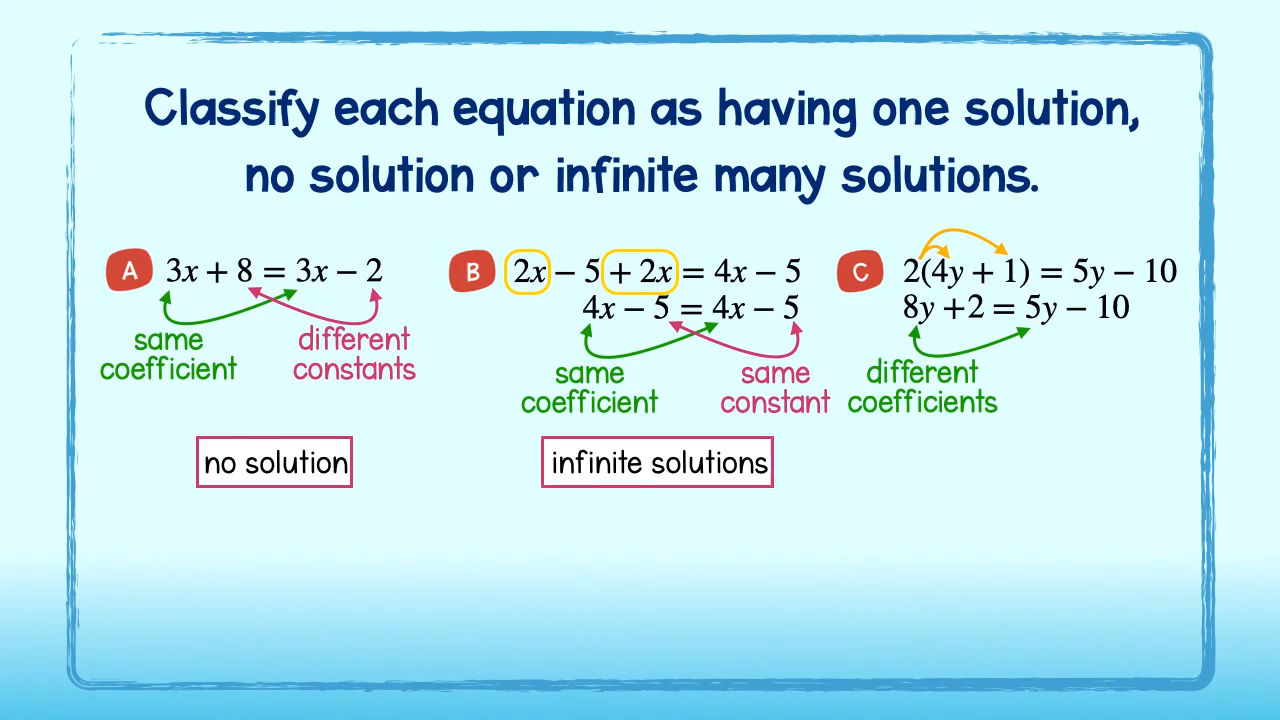 Classify each equation as having one solution,
no solution or infinite many solutions.
A 3x + 8 = 3x − 2
same
coefficient
different
constants
no solution
B 2x − 5 + 2x = 4x − 5
4x − 5 = 4x − 5
same
coefficient
same
constant
infinite solutions
C 2(4y + 1) = 5y − 10
8y +2 = 5y − 10
different
coefficients